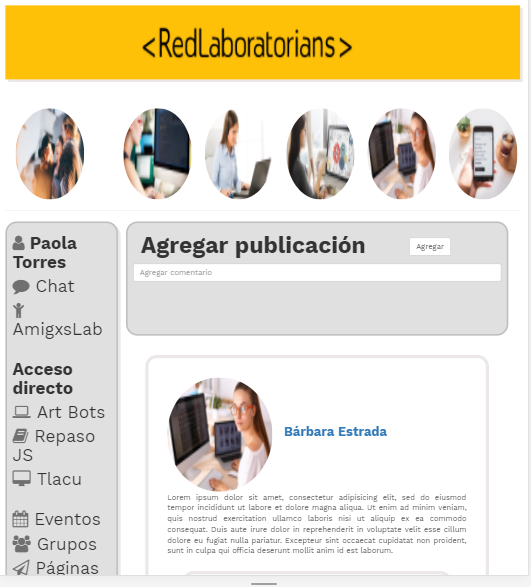 <RedLaboratorians>
Paola
Torres
Chat
AmigxsLab
Acceso
directo
Art Bots
Repaso
JS
Tlacu
Eventos
Grupos
Páginas
Agregar publicación
Agregar
Agregar comentario
Bárbara Estrada
Lorem ipsum dolor sit amet, consectetur adipisicing elit, sed do eiusmod
tempor incididunt ut labore et dolore magna aliqua. Ut enim ad minim veniam,
quis nostrud exercitation ullamco laboris nisi ut aliquip ex ea commodo
consequat. Duis aute irure dolor in reprehenderit in voluptate velit esse cillum
dolore eu fugiat nulla pariatur. Excepteur sint occaecat cupidatat non proident,
sunt in culpa qui officia deserunt mollit anim id est laborum.